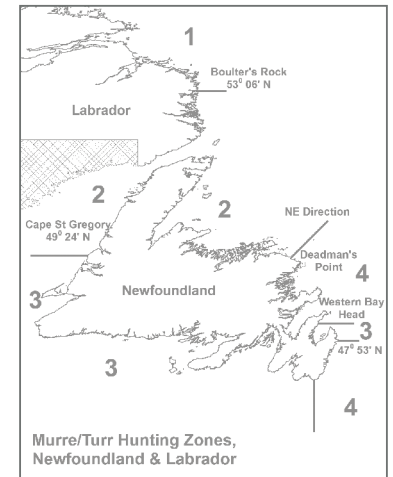 1
Boulter's Rock
53° 06' N
Labrador
2
2
Cape St Gregory
49° 24' N
NE Direction
Deadman's
Point
4
3
Newfoundland
Western Bay
Head
3
47° 53' N
3
4
Murre/Turr Hunting Zones,
Newfoundland & Labrador